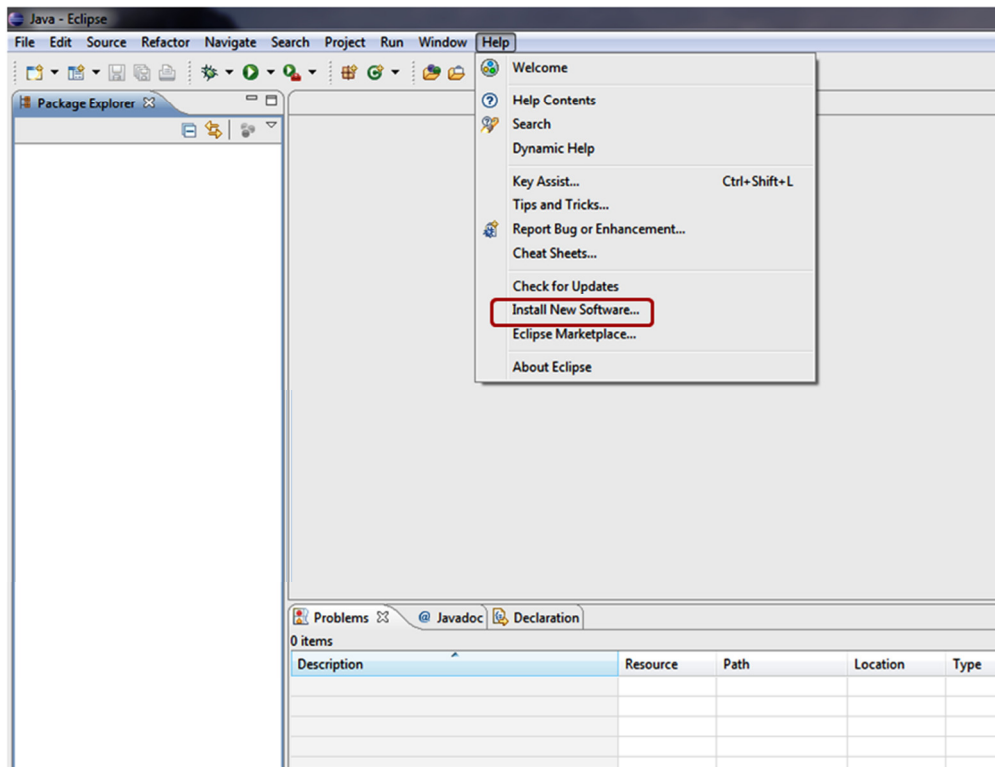 Java - Eclipse
File Edit Source Refactor Navigate Search Project Run Window Help
Package Explorer
Welcome
Help Contents
Search
Dynamic Help
Key Assist... Ctrl+Shift+L
Tips and Tricks...
Report Bug or Enhancement...
Cheat Sheets...
Check for Updates
Install New Software...
Eclipse Marketplace...
About Eclipse
Problems @ Javadoc Declaration
0 items
Description Resource Path Location Type